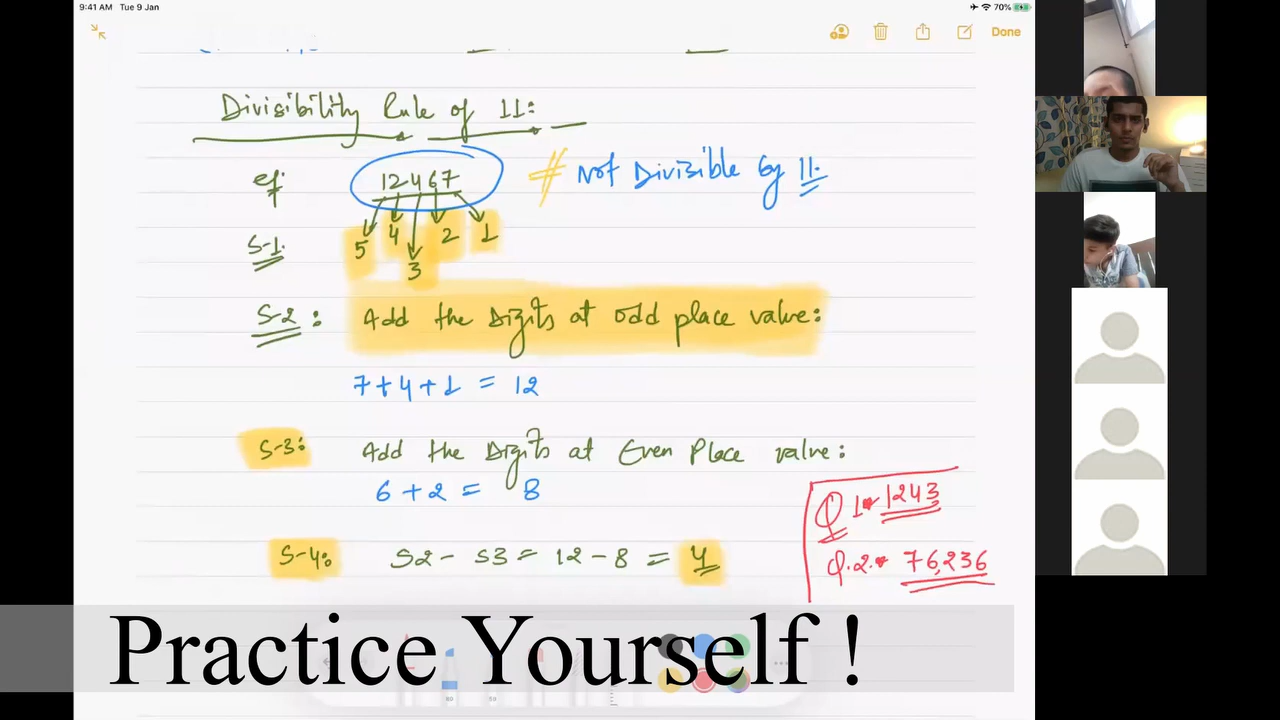 9:41 AM Tue 9 Jan
70%
Done
Divisibility Rule of 11:
eg: 12467 # Not Divisible by 11.
S-1. 5 4 3 2 1
S-2: Add the Digits at odd place value:
7+4+1 = 12
S-3: Add the Digits at Even Place value:
6+2 = 8
Q 1. 1243
S-4: S2 - S3 = 12-8 = 4
Q.2. 76,236
Practice Yourself !